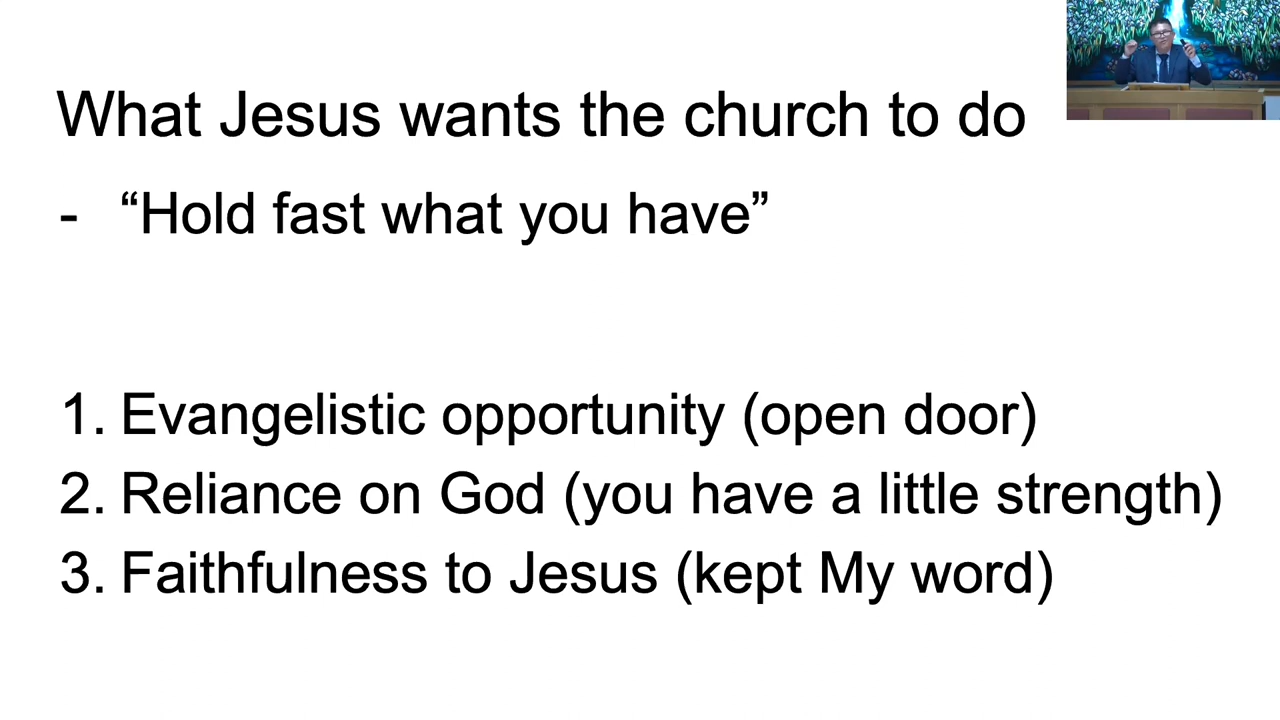 What Jesus wants the church to do
- “Hold fast what you have”
1. Evangelistic opportunity (open door)
2. Reliance on God (you have a little strength)
3. Faithfulness to Jesus (kept My word)